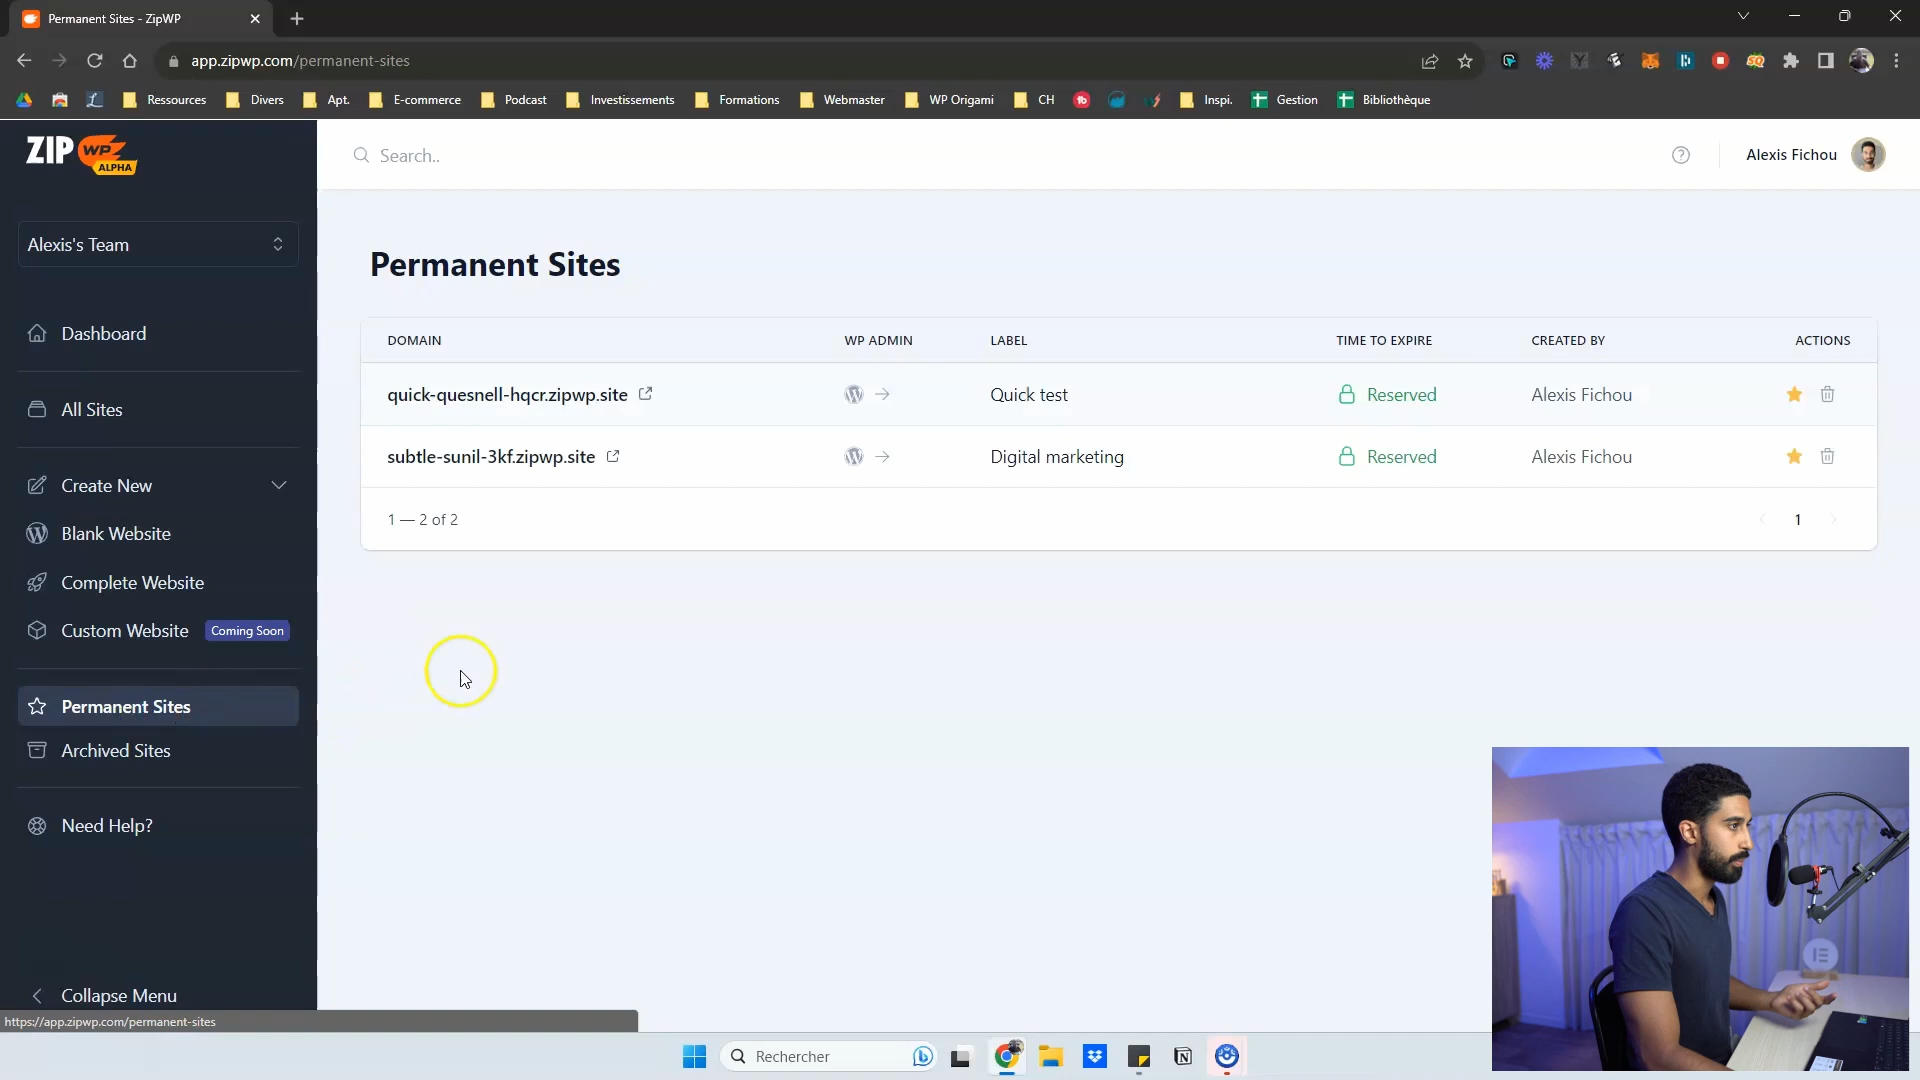 Permanent Sites - ZipWP
app.zipwp.com/permanent-sites
Ressources
Divers
Apt.
E-commerce
Podcast
Investissements
Formations
Webmaster
WP Origami
CH
Inspi.
Gestion
Bibliothèque
ZIP WP
ALPHA
Search..
Alexis Fichou
Alexis's Team
Dashboard
All Sites
Create New
Blank Website
Complete Website
Custom Website Coming Soon
Permanent Sites
Archived Sites
Need Help?
Collapse Menu
Permanent Sites
DOMAIN WP ADMIN LABEL TIME TO EXPIRE CREATED BY ACTIONS
quick-quesnell-hqcr.zipwp.site Quick test Reserved Alexis Fichou
subtle-sunil-3kf.zipwp.site Digital marketing Reserved Alexis Fichou
1 — 2 of 2 1
https://app.zipwp.com/permanent-sites
Rechercher